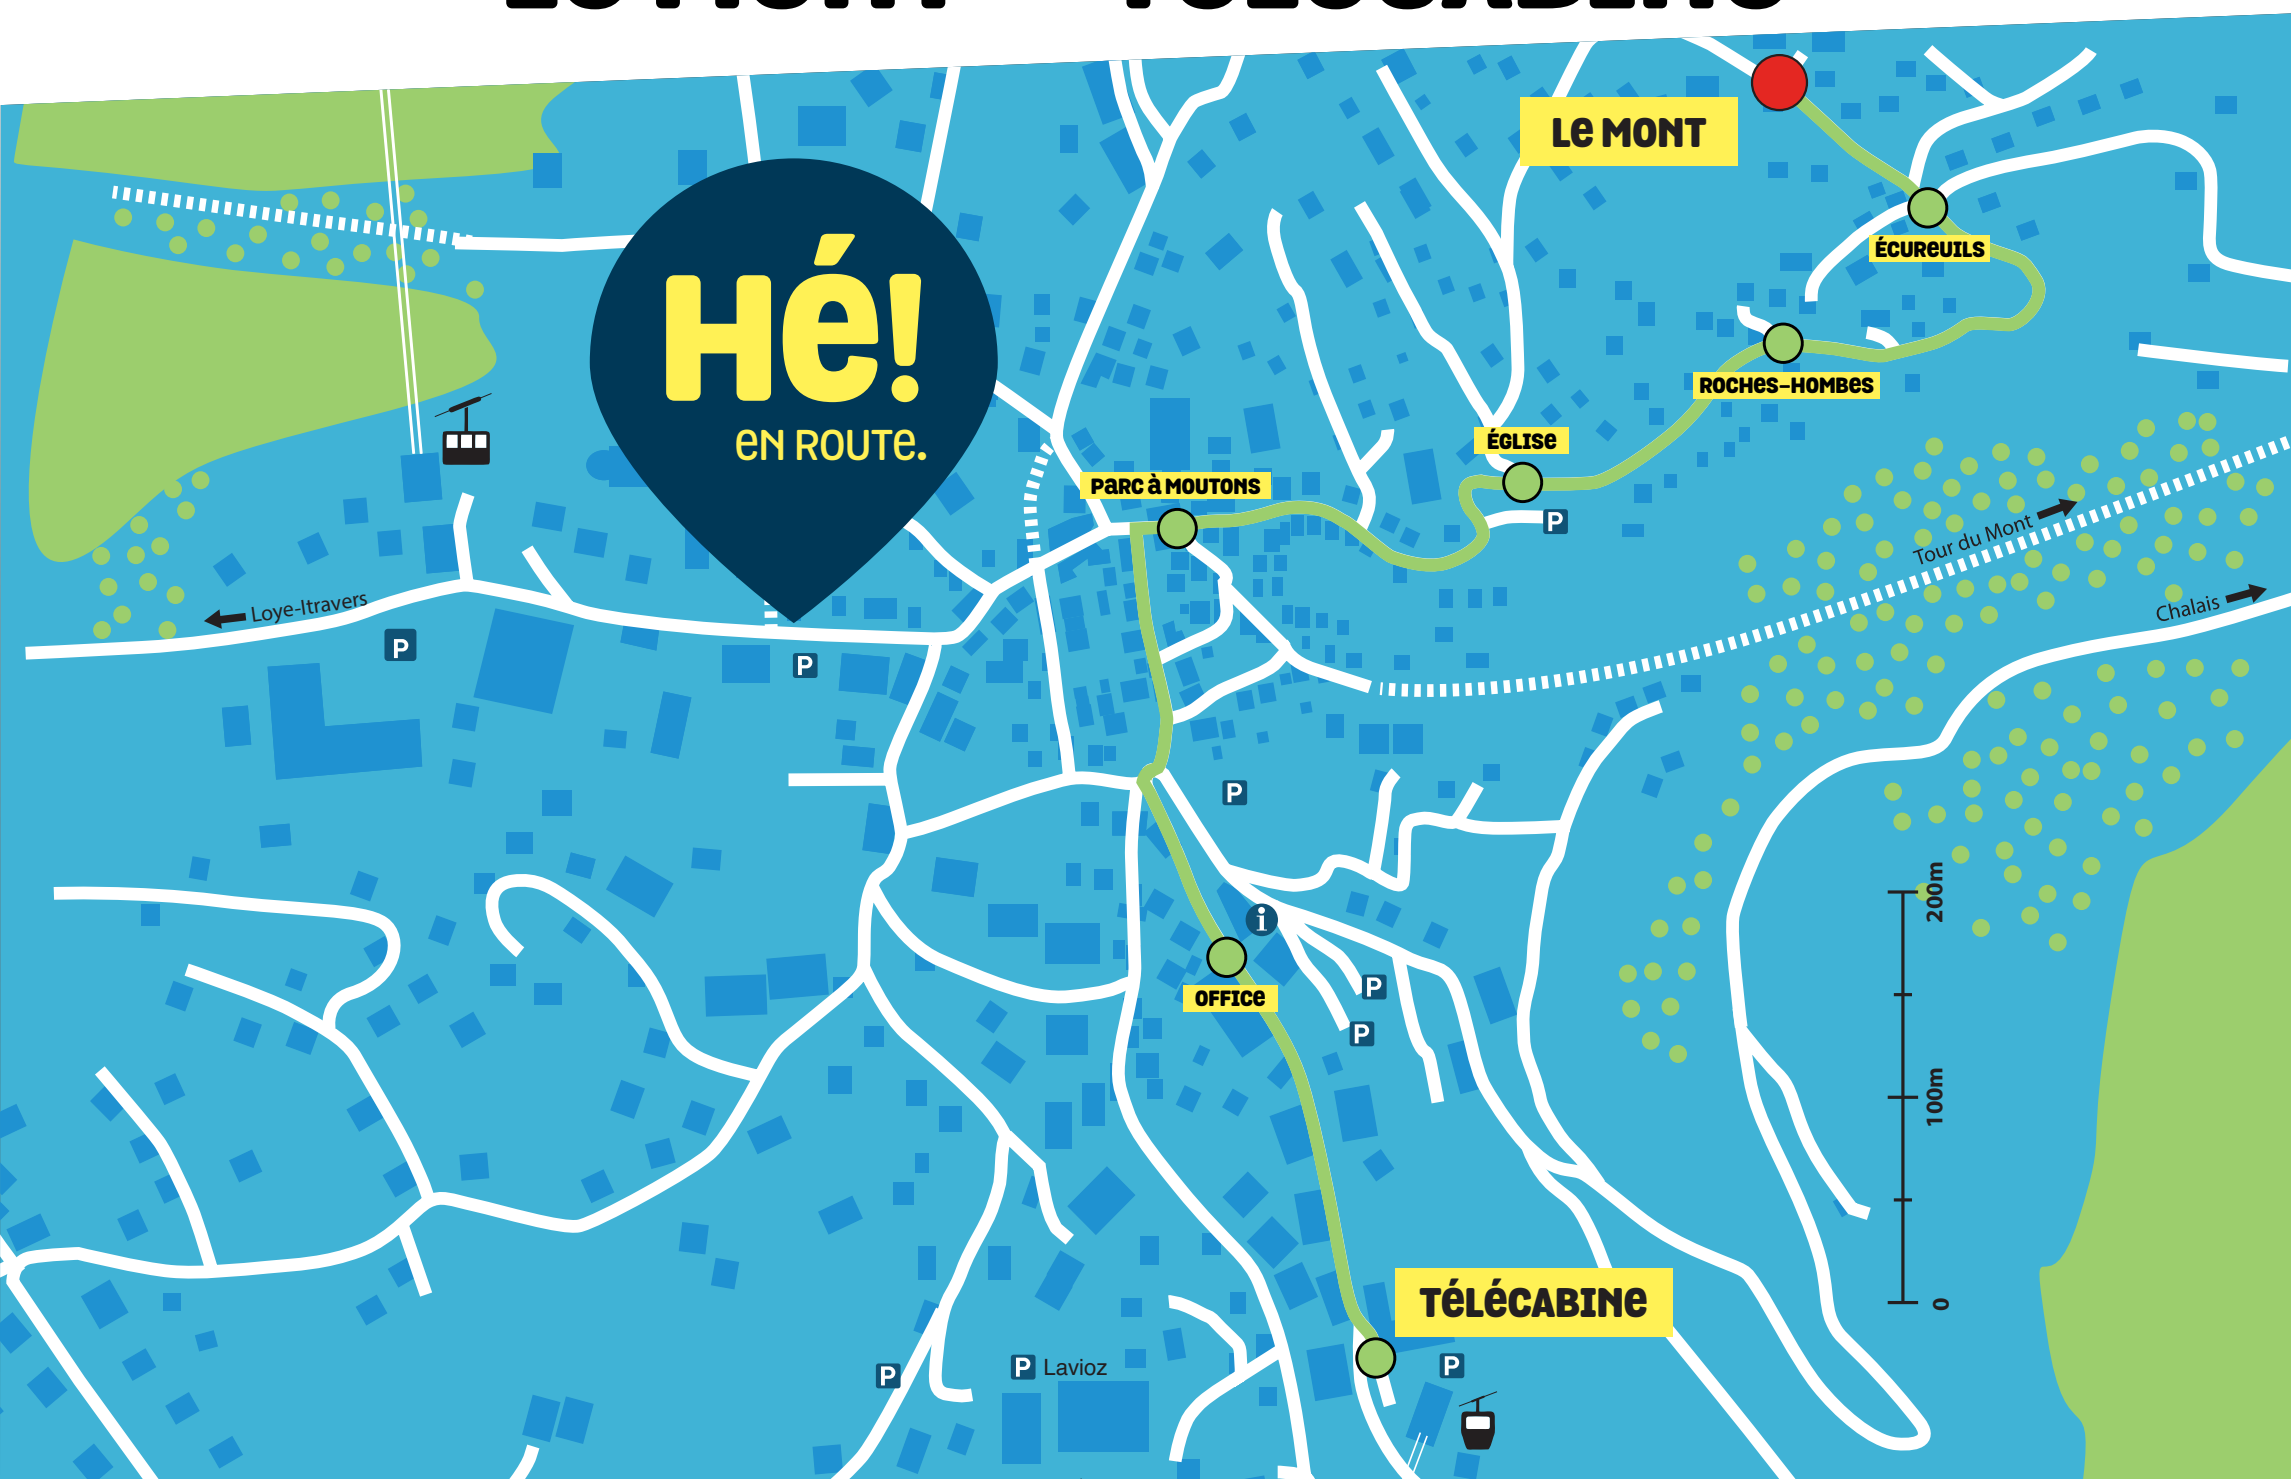 Le MONT
ÉCUREUILS
Hé!
EN ROUTE.
ROCHES-HOMBES
ÉGLISE
PARC à MOUTONS
P
Tour du Mont
Chalais
Loye-Itravers
P
P
P
200m
i
OFFICE
P
P
100m
TÉLÉCABINE
0
P
P Lavioz
P